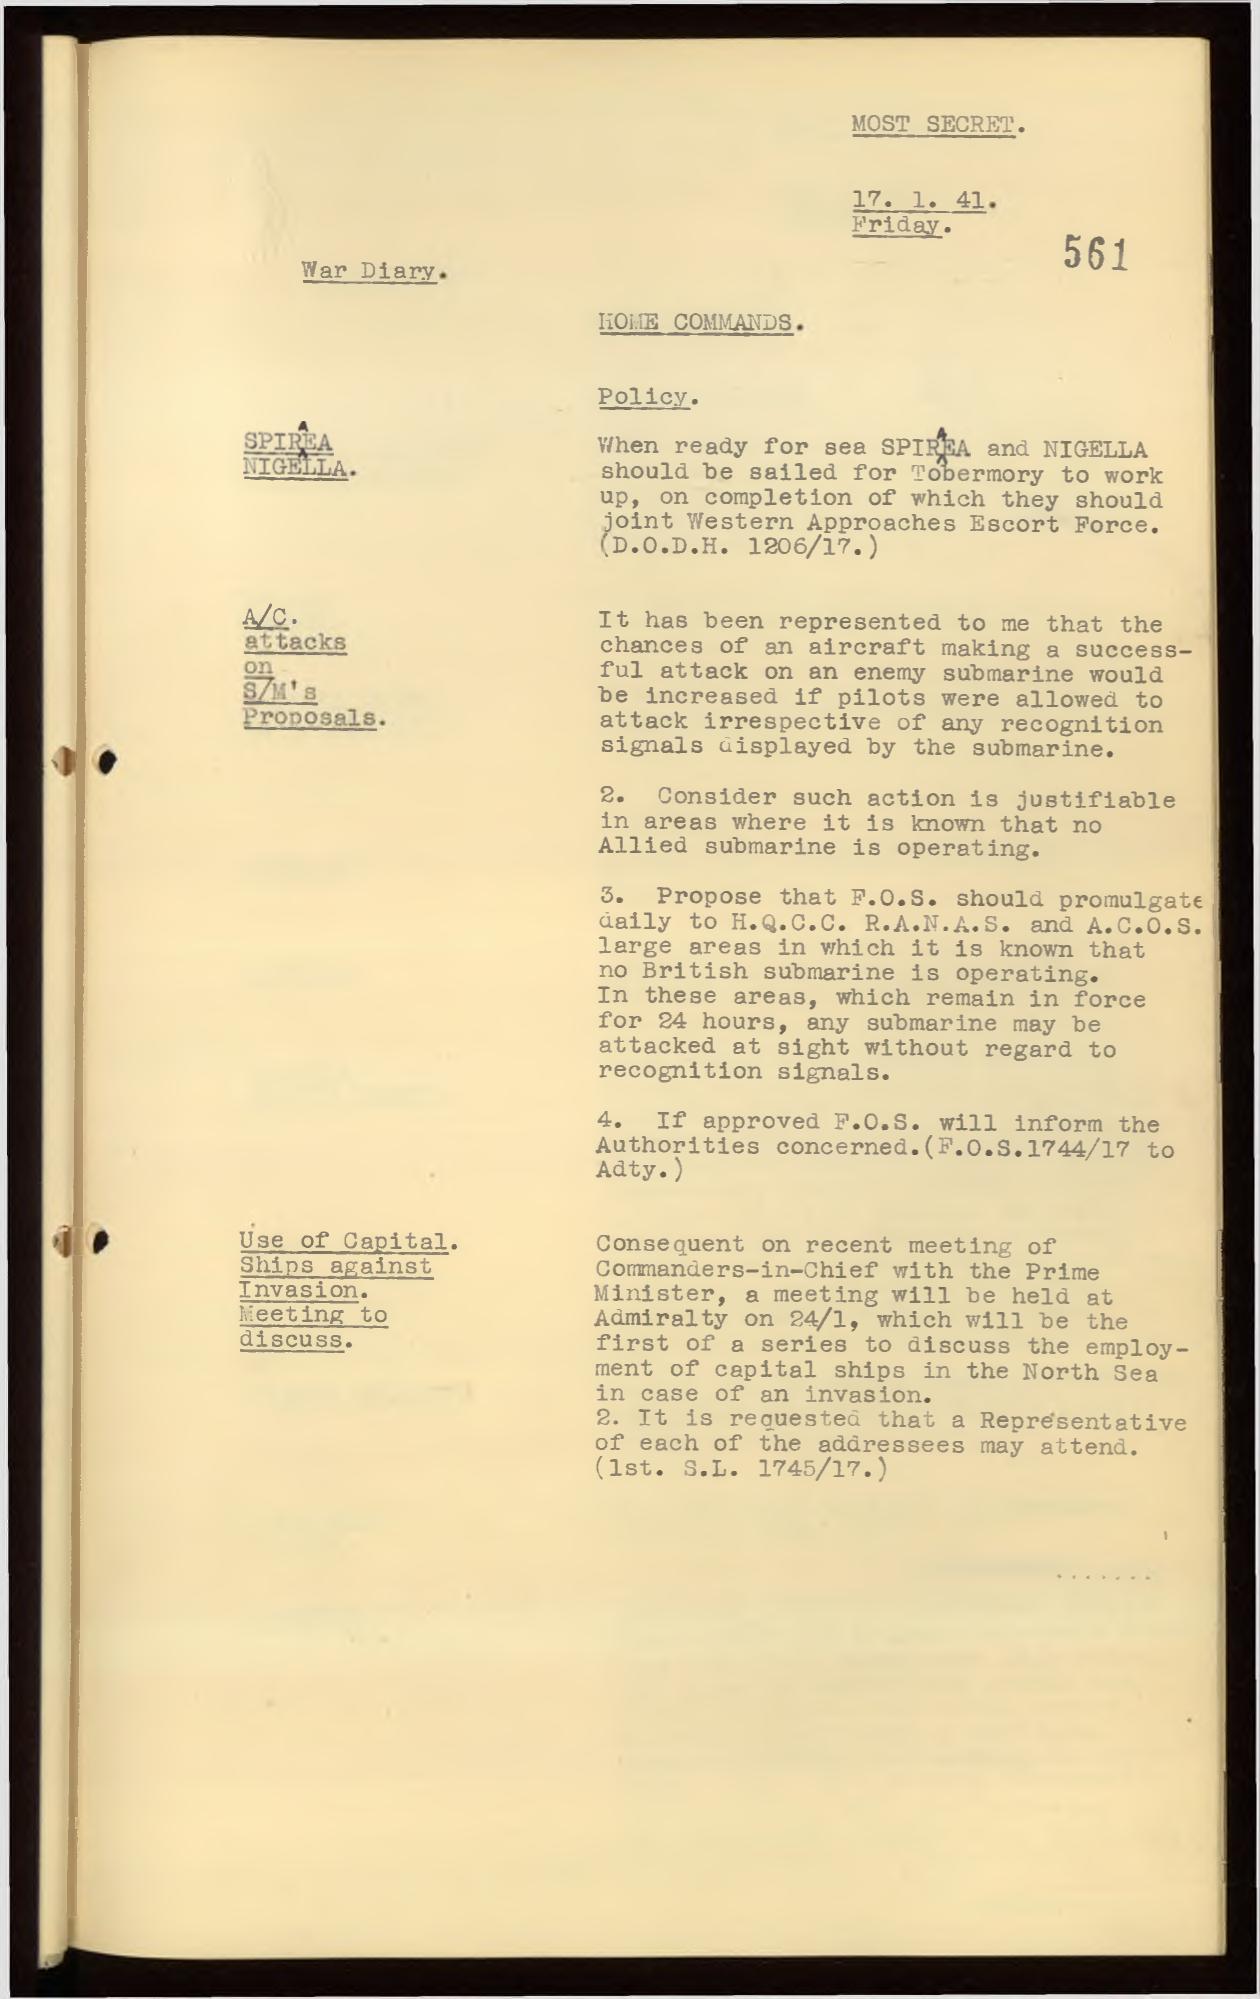 MOST SECRET.
17. 1. 41.
Friday.
561
War Diary.
HOME COMMANDS.
Policy.
SPIRAEA
NIGELLA.
When ready for sea SPIRAEA and NIGELLA
should be sailed for Tobermory to work
up, on completion of which they should
joint Western Approaches Escort Force.
(D.O.D.H. 1206/17.)
A/C.
attacks
on
S/M's
Proposals.
It has been represented to me that the
chances of an aircraft making a success-
ful attack on an enemy submarine would
be increased if pilots were allowed to
attack irrespective of any recognition
signals displayed by the submarine.
2. Consider such action is justifiable
in areas where it is known that no
Allied submarine is operating.
3. Propose that F.O.S. should promulgate
daily to H.Q.C.C. R.A.N.A.S. and A.C.O.S.
large areas in which it is known that
no British submarine is operating.
In these areas, which remain in force
for 24 hours, any submarine may be
attacked at sight without regard to
recognition signals.
4. If approved F.O.S. will inform the
Authorities concerned.(F.O.S.1744/17 to
Adty.)
Use of Capital.
Ships against
Invasion.
Meeting to
discuss.
Consequent on recent meeting of
Commanders-in-Chief with the Prime
Minister, a meeting will be held at
Admiralty on 24/1, which will be the
first of a series to discuss the employ-
ment of capital ships in the North Sea
in case of an invasion.
2. It is requested that a Representative
of each of the addressees may attend.
(1st. S.L. 1745/17.)
.......